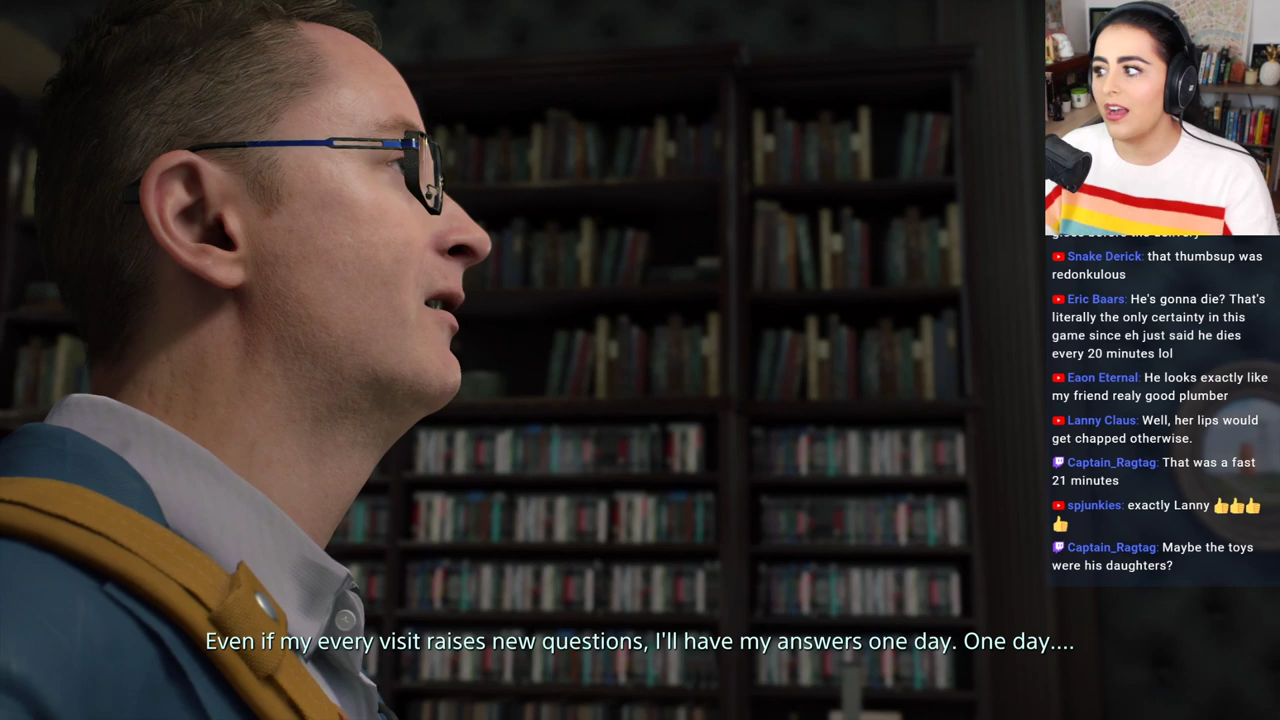 Snake Derick: that thumbsup was
redonkulous
Eric Baars: He's gonna die? That's
literally the only certainty in this
game since eh just said he dies
every 20 minutes lol
Eaon Eternal: He looks exactly like
my friend realy good plumber
Lanny Claus: Well, her lips would
get chapped otherwise.
Captain_Ragtag: That was a fast
21 minutes
spjunkies: exactly Lanny 👍👍👍
👍
Captain_Ragtag: Maybe the toys
were his daughters?
Even if my every visit raises new questions, I'll have my answers one day. One day....